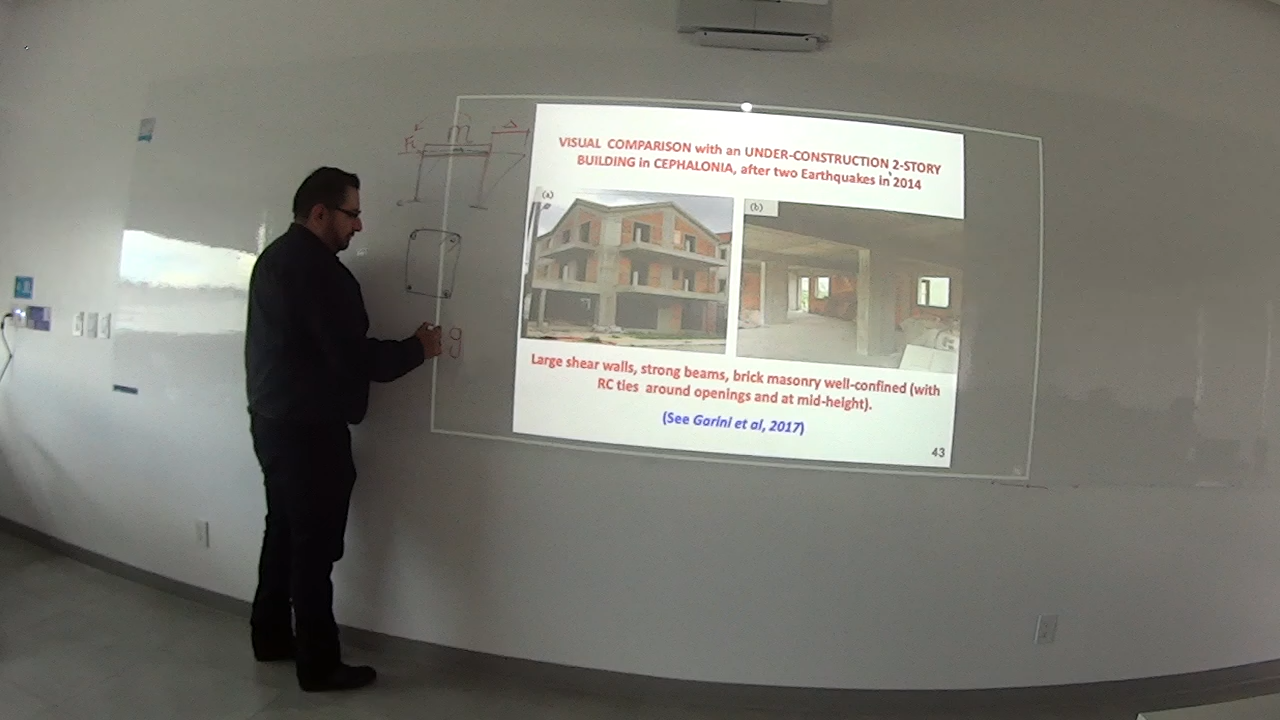 m
Δ
VISUAL COMPARISON with an UNDER-CONSTRUCTION 2-STORY
BUILDING in CEPHALONIA, after two Earthquakes in 2014
(a)
(b)
Large shear walls, strong beams, brick masonry well-confined (with
RC ties around openings and at mid-height).
(See Garini et al, 2017)
43
g